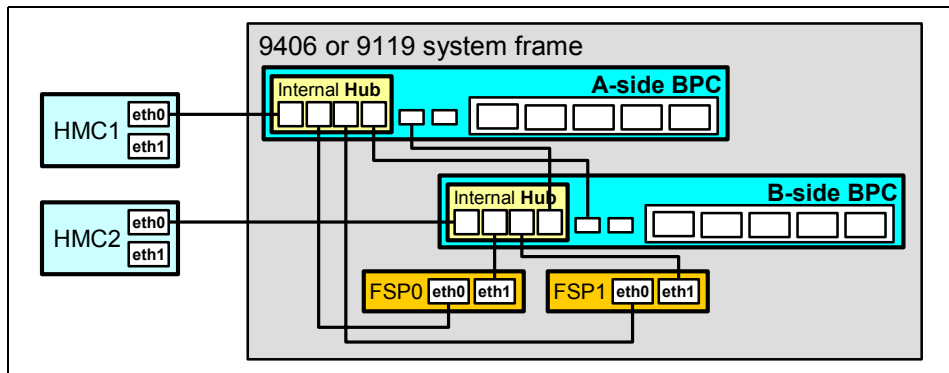 9406 or 9119 system frame
A-side BPC
Internal Hub
HMC1
eth0
eth1
B-side BPC
Internal Hub
HMC2
eth0
eth1
FSP0
eth0
eth1
FSP1
eth0
eth1